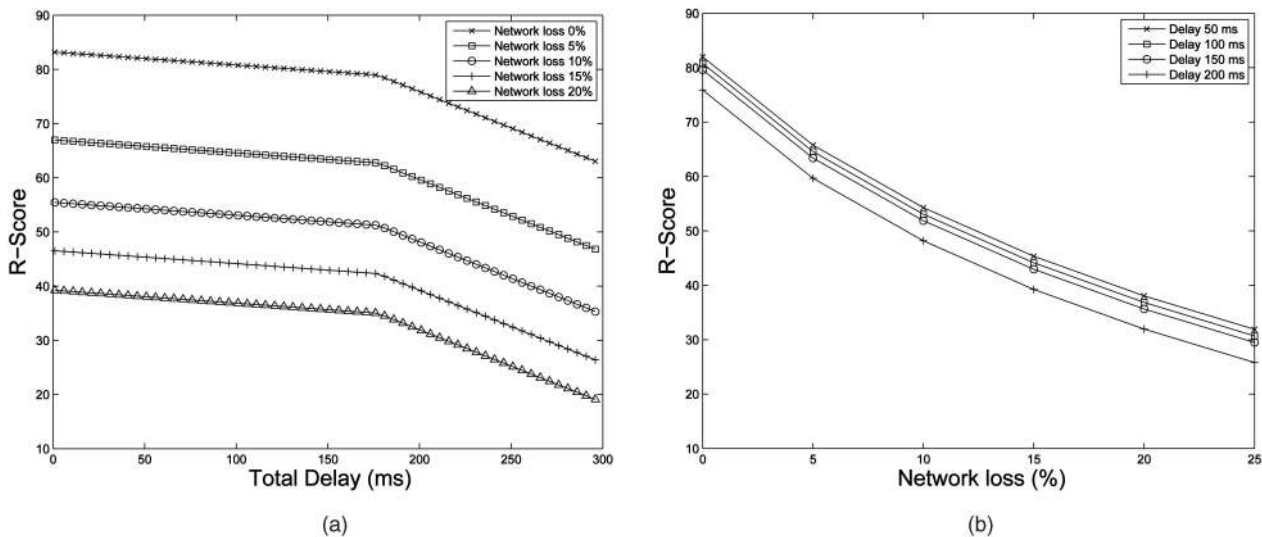 90
80
70
60
50
40
30
20
10
0
50
100
150
200
250
300
R-Score
Total Delay (ms)
Network loss 0%
Network loss 5%
Network loss 10%
Network loss 15%
Network loss 20%
(a)
90
80
70
60
50
40
30
20
10
0
5
10
15
20
25
R-Score
Network loss (%)
Delay 50 ms
Delay 100 ms
Delay 150 ms
Delay 200 ms
(b)